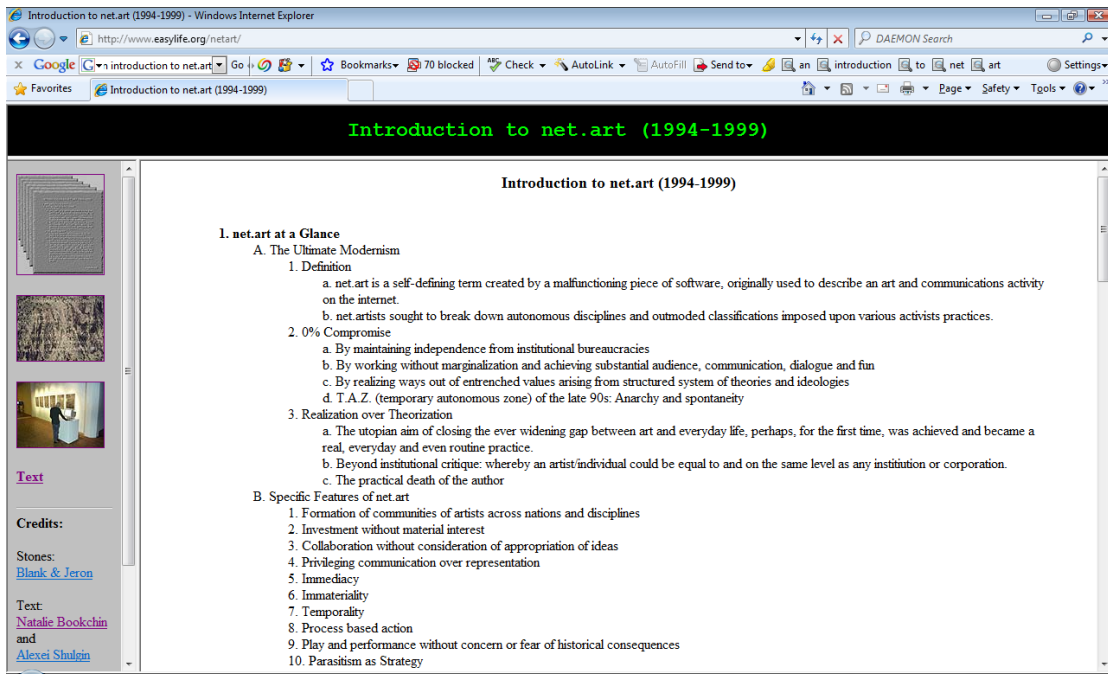 Introduction to net.art (1994-1999) - Windows Internet Explorer
http://www.easylife.org/netart/
DAEMON Search
Google
introduction to net.art
Go
Bookmarks
70 blocked
Check
AutoLink
AutoFill
Send to
an
introduction
to
net
art
Settings
Favorites
Introduction to net.art (1994-1999)
Page
Safety
Tools
Introduction to net.art (1994-1999)
Text
Credits:
Stones:
Blank & Jeron
Text:
Natalie Bookchin
and
Alexei Shulgin
Introduction to net.art (1994-1999)
1. net.art at a Glance
A. The Ultimate Modernism
1. Definition
a. net.art is a self-defining term created by a malfunctioning piece of software, originally used to describe an art and communications activity
on the internet.
b. net.artists sought to break down autonomous disciplines and outmoded classifications imposed upon various activists practices.
2. 0% Compromise
a. By maintaining independence from institutional bureaucracies
b. By working without marginalization and achieving substantial audience, communication, dialogue and fun
c. By realizing ways out of entrenched values arising from structured system of theories and ideologies
d. T.A.Z. (temporary autonomous zone) of the late 90s: Anarchy and spontaneity
3. Realization over Theorization
a. The utopian aim of closing the ever widening gap between art and everyday life, perhaps, for the first time, was achieved and became a
real, everyday and even routine practice.
b. Beyond institutional critique: whereby an artist/individual could be equal to and on the same level as any institiution or corporation.
c. The practical death of the author
B. Specific Features of net.art
1. Formation of communities of artists across nations and disciplines
2. Investment without material interest
3. Collaboration without consideration of appropriation of ideas
4. Privileging communication over representation
5. Immediacy
6. Immateriality
7. Temporality
8. Process based action
9. Play and performance without concern or fear of historical consequences
10. Parasitism as Strategy